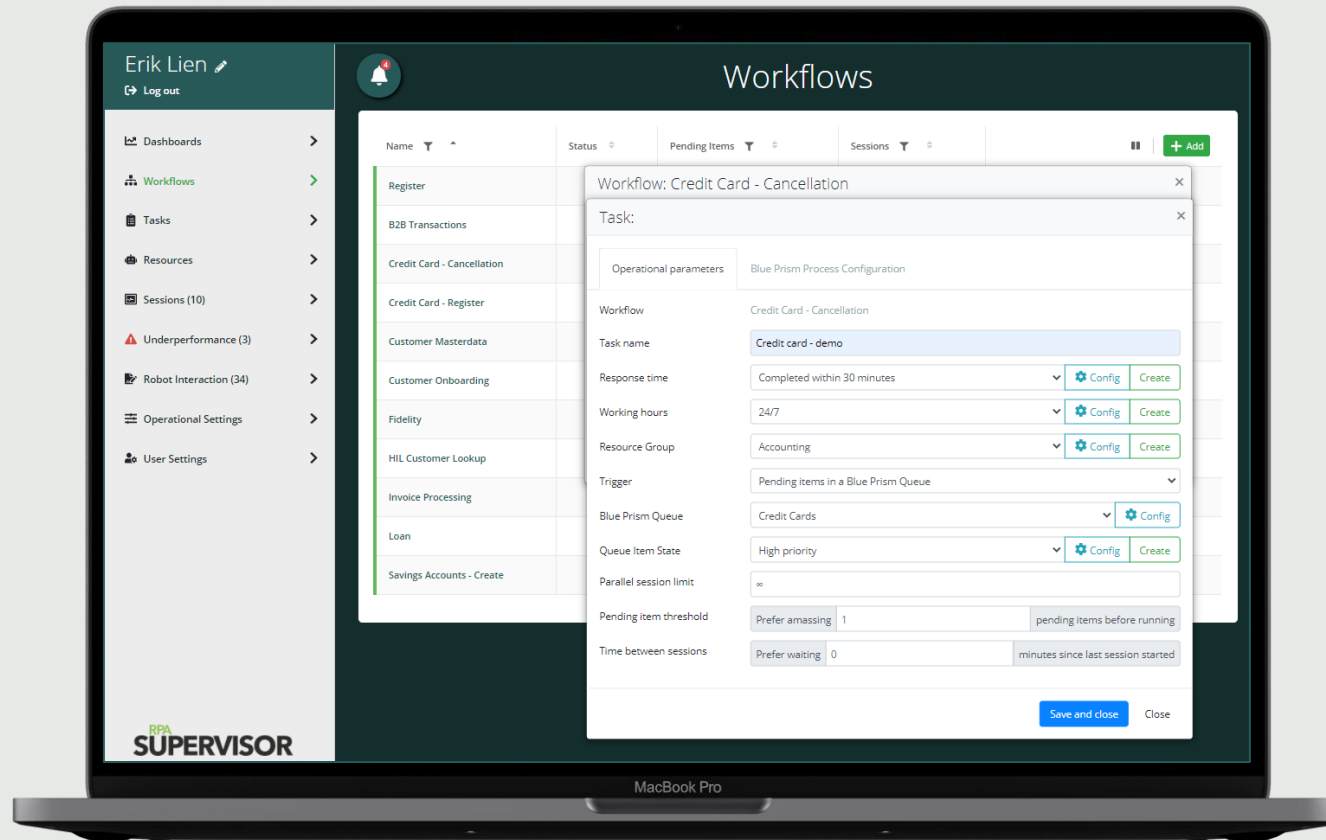 Erik Lien
Log out
4
Workflows
Dashboards
Workflows
Tasks
Resources
Sessions (10)
Underperformance (3)
Robot Interaction (34)
Operational Settings
User Settings
RPA
SUPERVISOR
Name Status Pending Items Sessions + Add
Register
B2B Transactions
Credit Card - Cancellation
Credit Card - Register
Customer Masterdata
Customer Onboarding
Fidelity
HIL Customer Lookup
Invoice Processing
Loan
Savings Accounts - Create
Workflow: Credit Card - Cancellation ×
Task: ×
Operational parameters Blue Prism Process Configuration
Workflow Credit Card - Cancellation
Task name Credit card - demo
Response time Completed within 30 minutes Config Create
Working hours 24/7 Config Create
Resource Group Accounting Config Create
Trigger Pending items in a Blue Prism Queue
Blue Prism Queue Credit Cards Config
Queue Item State High priority Config Create
Parallel session limit ∞
Pending item threshold Prefer amassing 1 pending items before running
Time between sessions Prefer waiting 0 minutes since last session started
Save and close Close
MacBook Pro